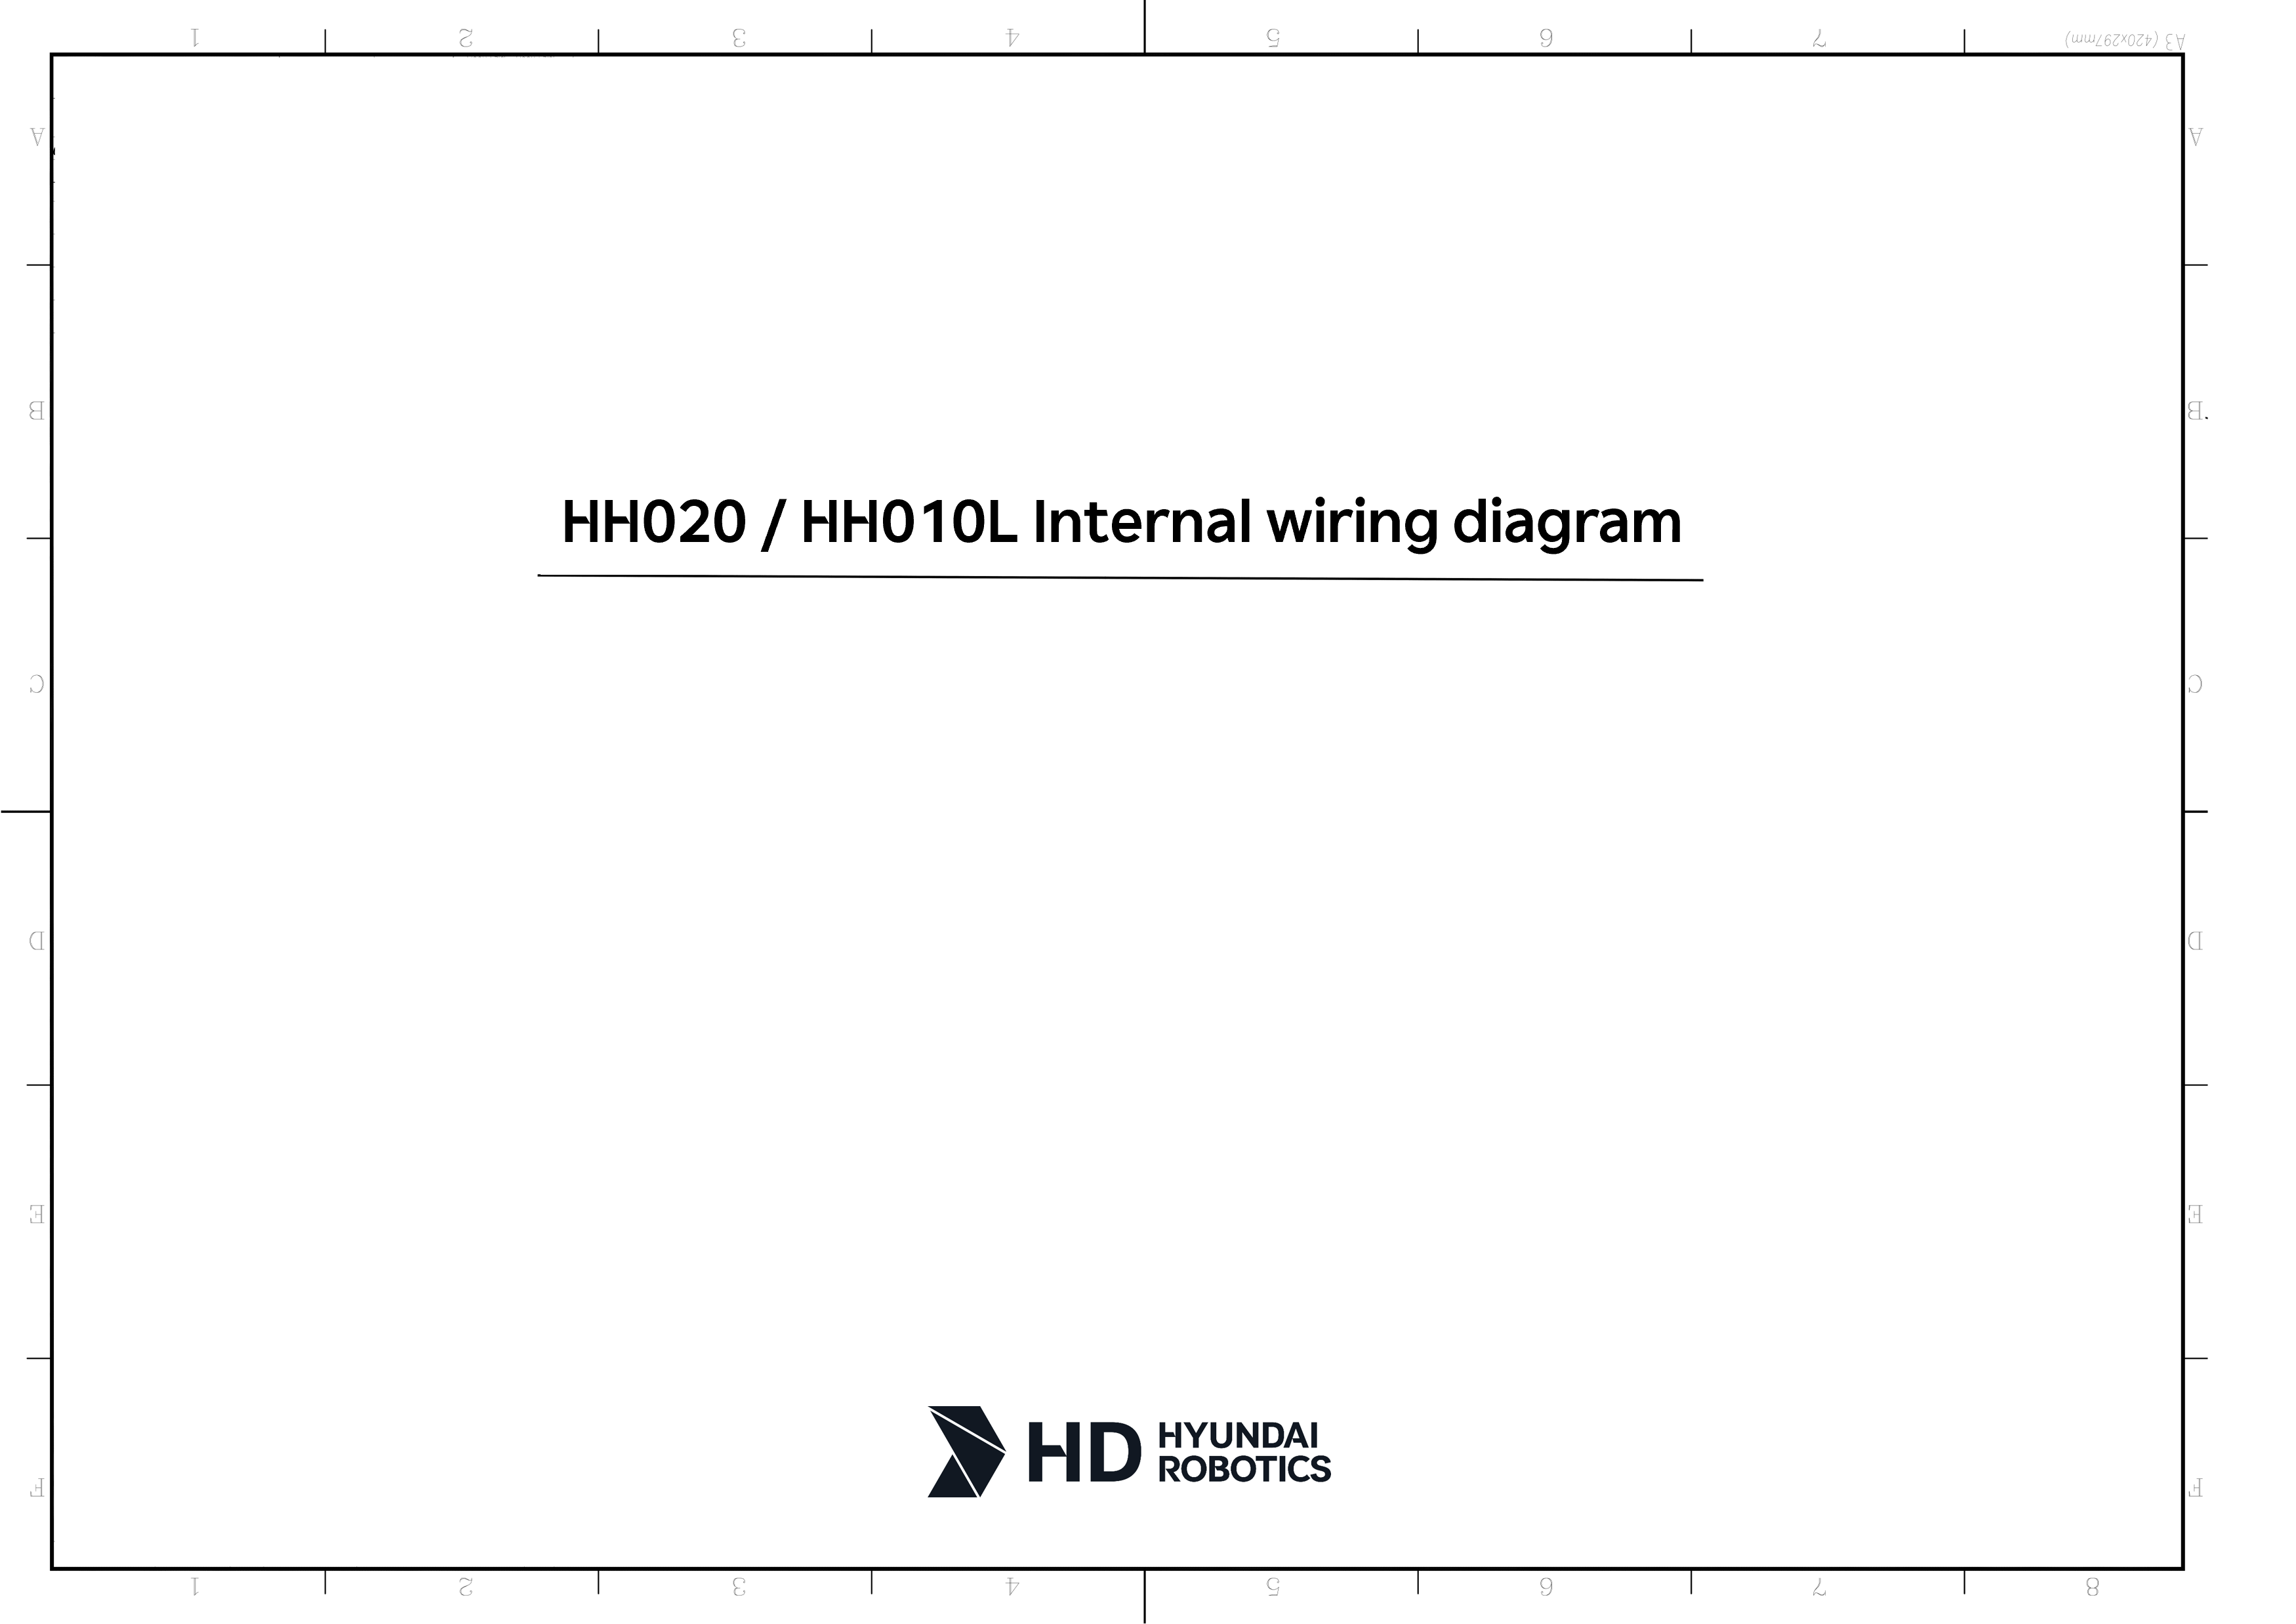 1 2 3 4 5 6 7 A3 (420x297mm)
A A
B B
HH020 / HH010L Internal wiring diagram
C C
D D
E E
HD HYUNDAI
ROBOTICS
F F
1 2 3 4 5 6 7 8